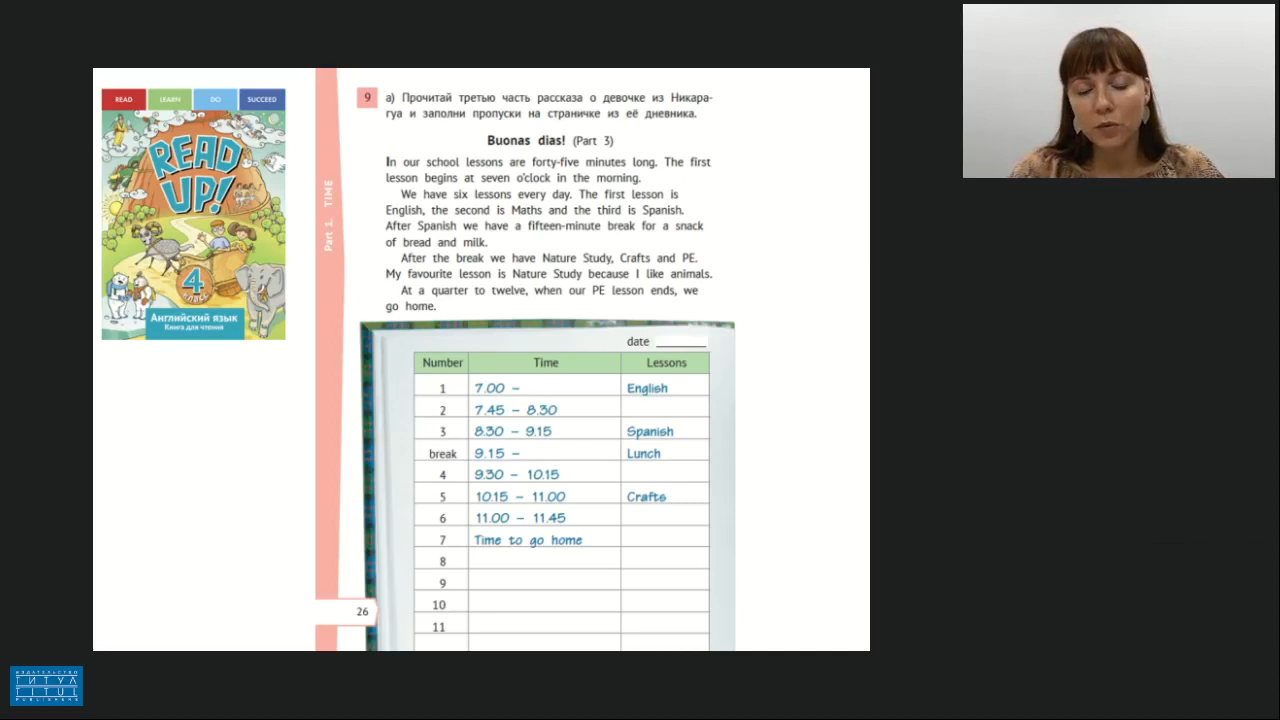 READ LEARN DO SUCCEED
READ
UP!
4
класс
Английский язык
Книга для чтения
Part 1. TIME
9 а) Прочитай третью часть рассказа о девочке из Никара-
гуа и заполни пропуски на страничке из её дневника.
Buonas dias! (Part 3)
In our school lessons are forty-five minutes long. The first
lesson begins at seven o'clock in the morning.
We have six lessons every day. The first lesson is
English, the second is Maths and the third is Spanish.
After Spanish we have a fifteen-minute break for a snack
of bread and milk.
After the break we have Nature Study, Crafts and PE.
My favourite lesson is Nature Study because I like animals.
At a quarter to twelve, when our PE lesson ends, we
go home.
date ________
Number Time Lessons
1 7.00 – English
2 7.45 – 8.30
3 8.30 – 9.15 Spanish
break 9.15 – Lunch
4 9.30 – 10.15
5 10.15 – 11.00 Crafts
6 11.00 – 11.45
7 Time to go home
8
9
10
11
26
ИЗДАТЕЛЬСТВО
ТИТУЛ
TITUL
PUBLISHERS